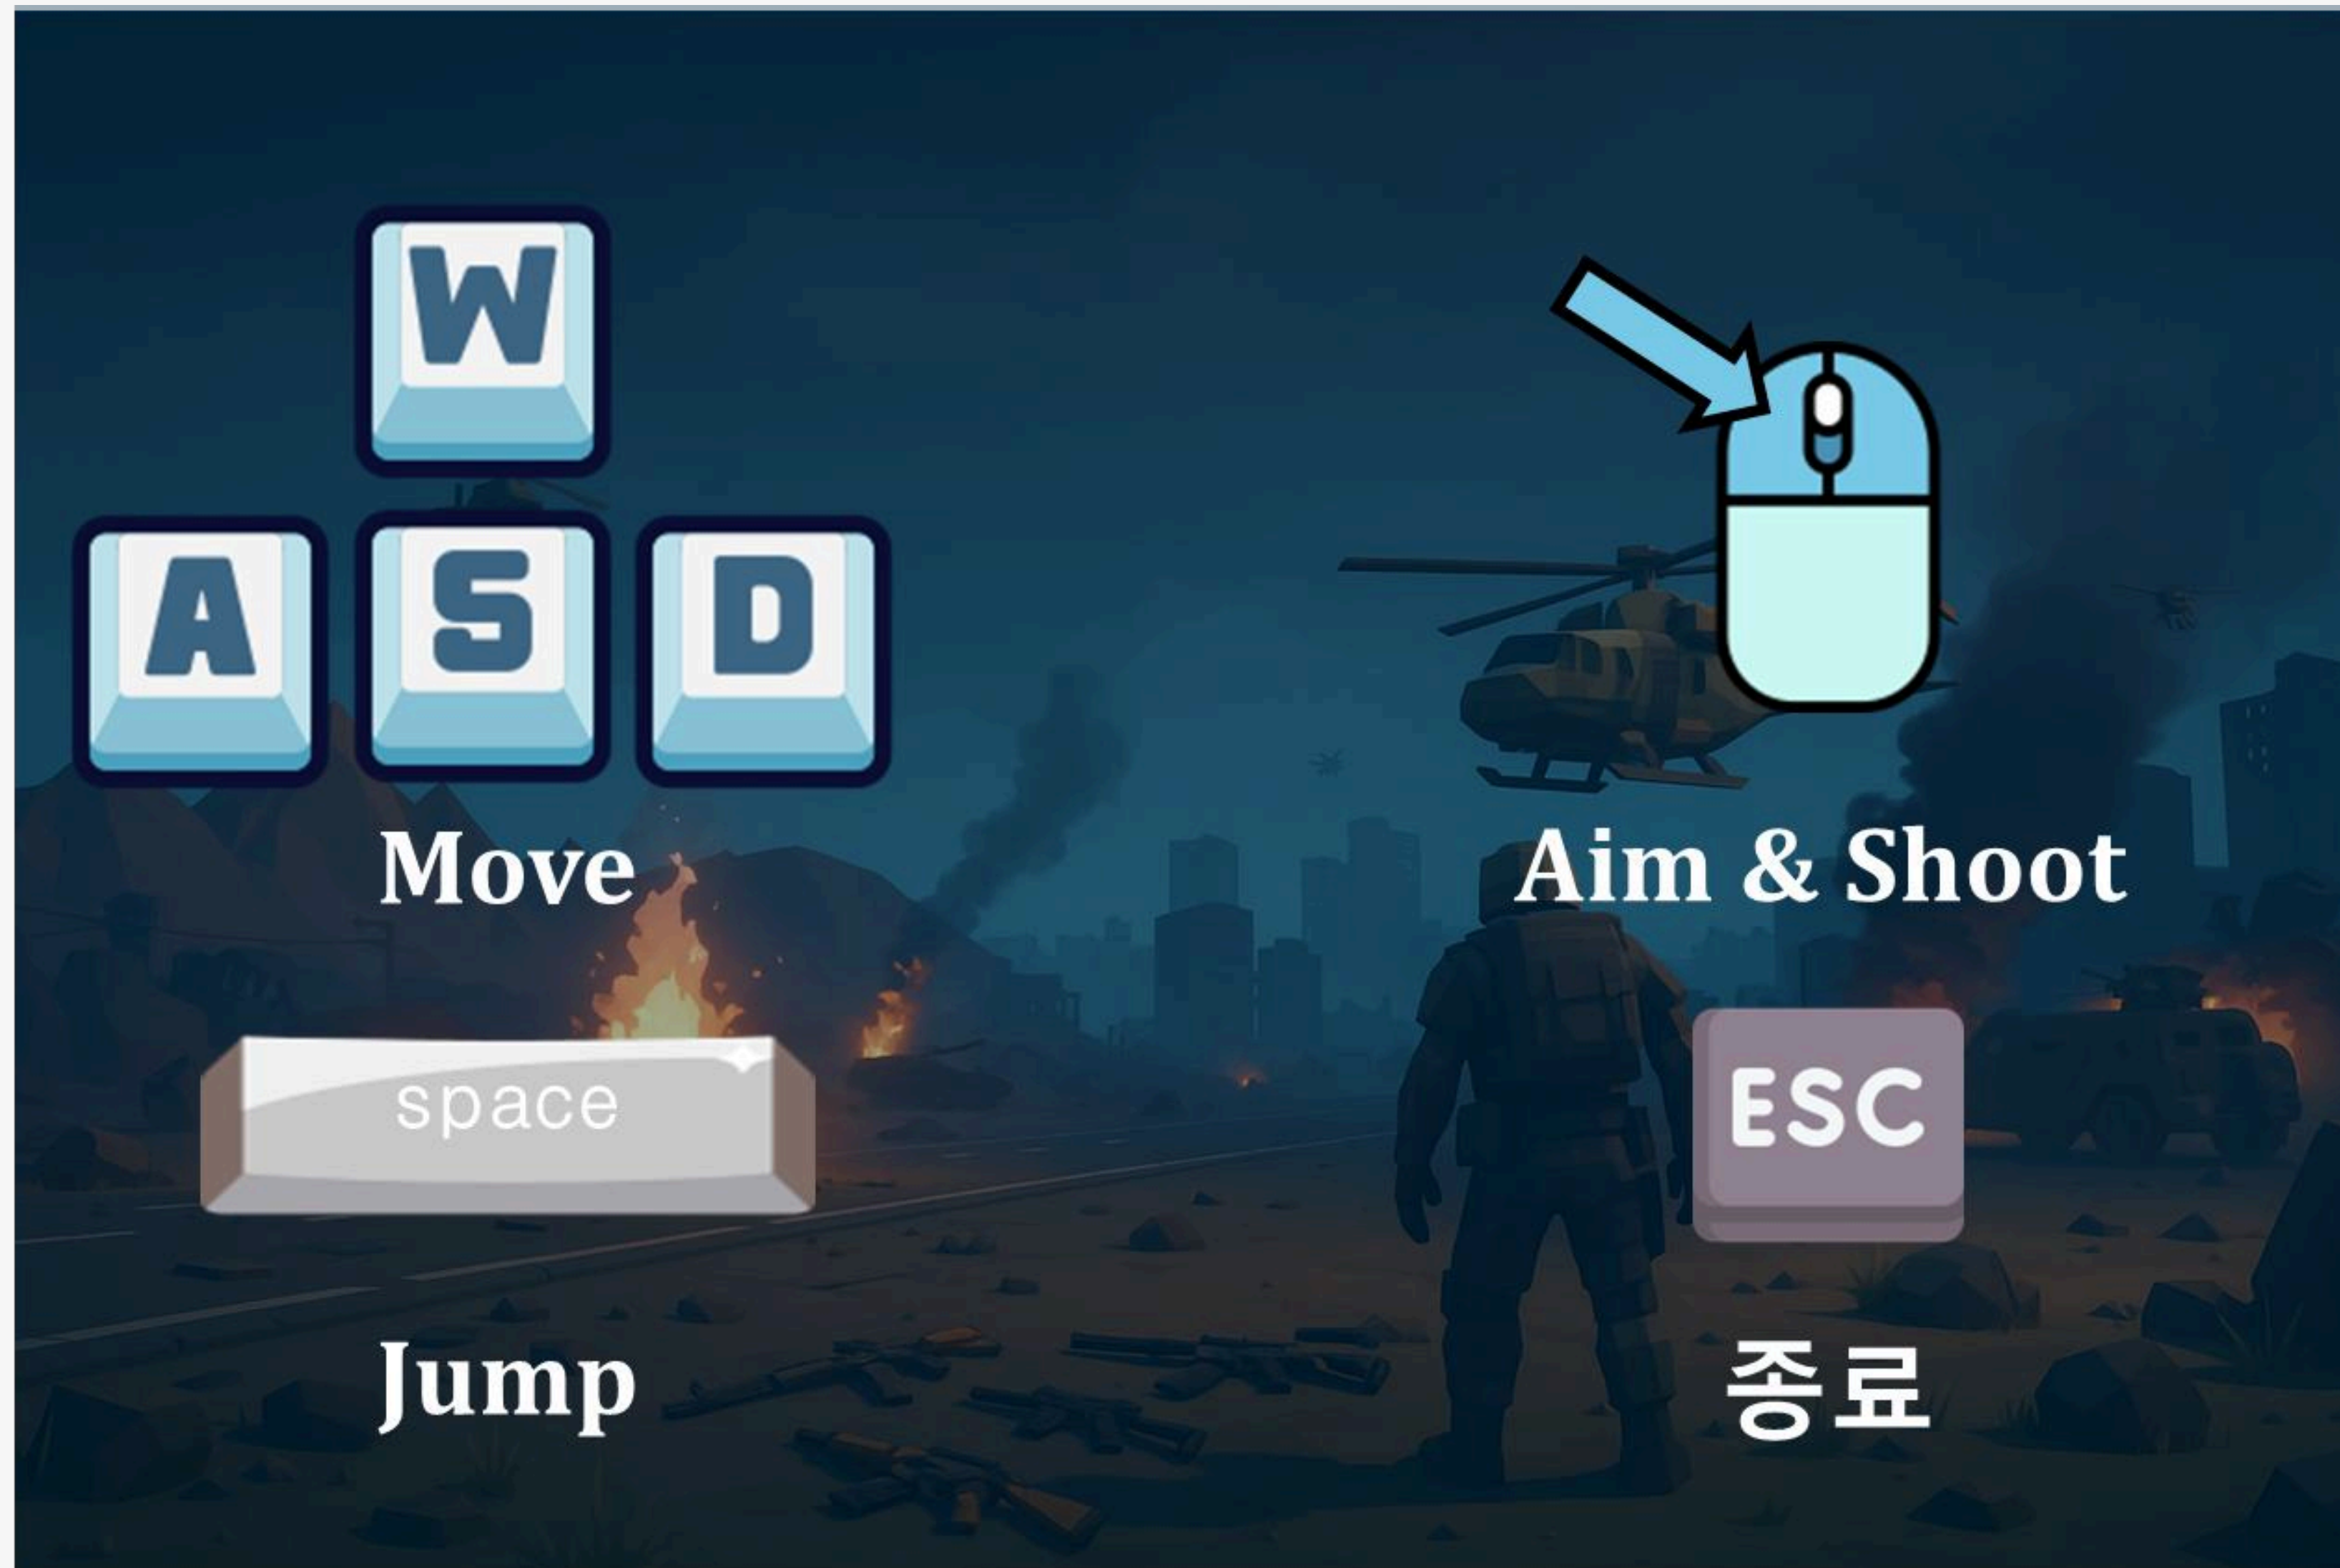 W
A S D
Move
Aim & Shoot
space
ESC
Jump
종료